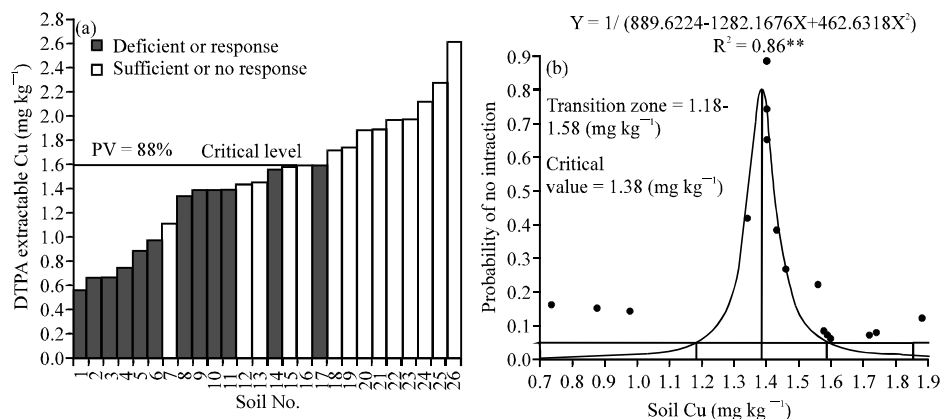 (a)
2.8
2.6
2.4
2.2
2.0
1.8
1.6
1.4
1.2
1.0
0.8
0.6
0.4
0.2
0.0
DTPA extractable Cu (mg kg⁻¹)
Deficient or response
Sufficient or no response
PV = 88% Critical level
1 2 3 4 5 6 7 8 9 10 11 12 13 14 15 16 17 18 19 20 21 22 23 24 25 26
Soil No.
Y = 1/ (889.6224-1282.1676X+462.6318X²)
R² = 0.86**
(b)
0.9
0.8
0.7
0.6
0.5
0.4
0.3
0.2
0.1
0.0
Probability of no intraction
Transition zone = 1.18-
1.58 (mg kg⁻¹)
Critical
value = 1.38 (mg kg⁻¹)
0.7 0.8 0.9 1.0 1.1 1.2 1.3 1.4 1.5 1.6 1.7 1.8 1.9
Soil Cu (mg kg⁻¹)